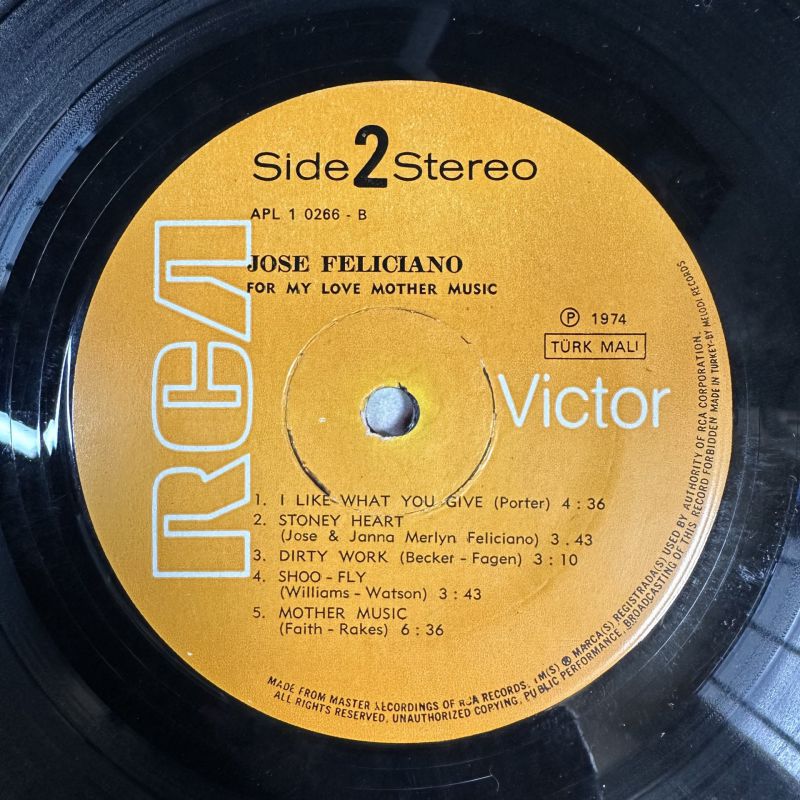 Side 2 Stereo
APL 1 0266 - B
JOSE FELICIANO
FOR MY LOVE MOTHER MUSIC
℗ 1974
TÜRK MALI
RCA
Victor
1. I LIKE WHAT YOU GIVE (Porter) 4 : 36
2. STONEY HEART
(Jose & Janna Merlyn Feliciano) 3 . 43
3. DIRTY WORK (Becker - Fagen) 3 : 10
4. SHOO - FLY
(Williams - Watson) 3 : 43
5. MOTHER MUSIC
(Faith - Rakes) 6 : 36
MADE FROM MASTER RECORDINGS OF RCA RECORDS, TM(S) ® MARCA(S) REGISTRADA(S) USED BY AUTHORITY OF RCA CORPORATION.
ALL RIGHTS RESERVED, UNAUTHORIZED COPYING, PUBLIC PERFORMANCE, BROADCASTING OF THIS RECORD FORBIDDEN MADE IN TURKEY-BY MELODI RECORDS